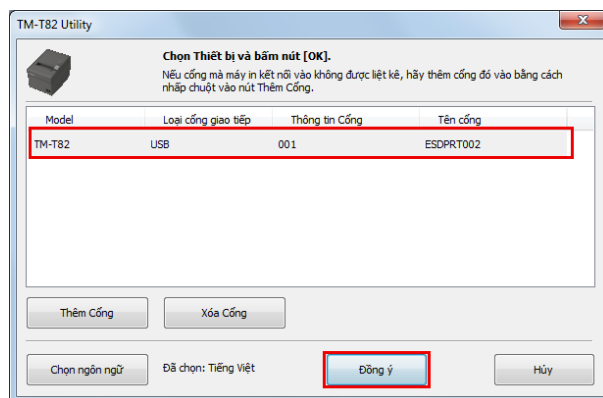 TM-T82 Utility
Chọn Thiết bị và bấm nút [OK].
Nếu cổng mà máy in kết nối vào không được liệt kê, hãy thêm cổng đó vào bằng cách
nhấp chuột vào nút Thêm Cổng.
Model Loại cổng giao tiếp Thông tin Cổng Tên cổng
TM-T82 USB 001 ESDPRT002
Thêm Cổng Xóa Cổng
Chọn ngôn ngữ Đã chọn: Tiếng Việt Đồng ý Hủy